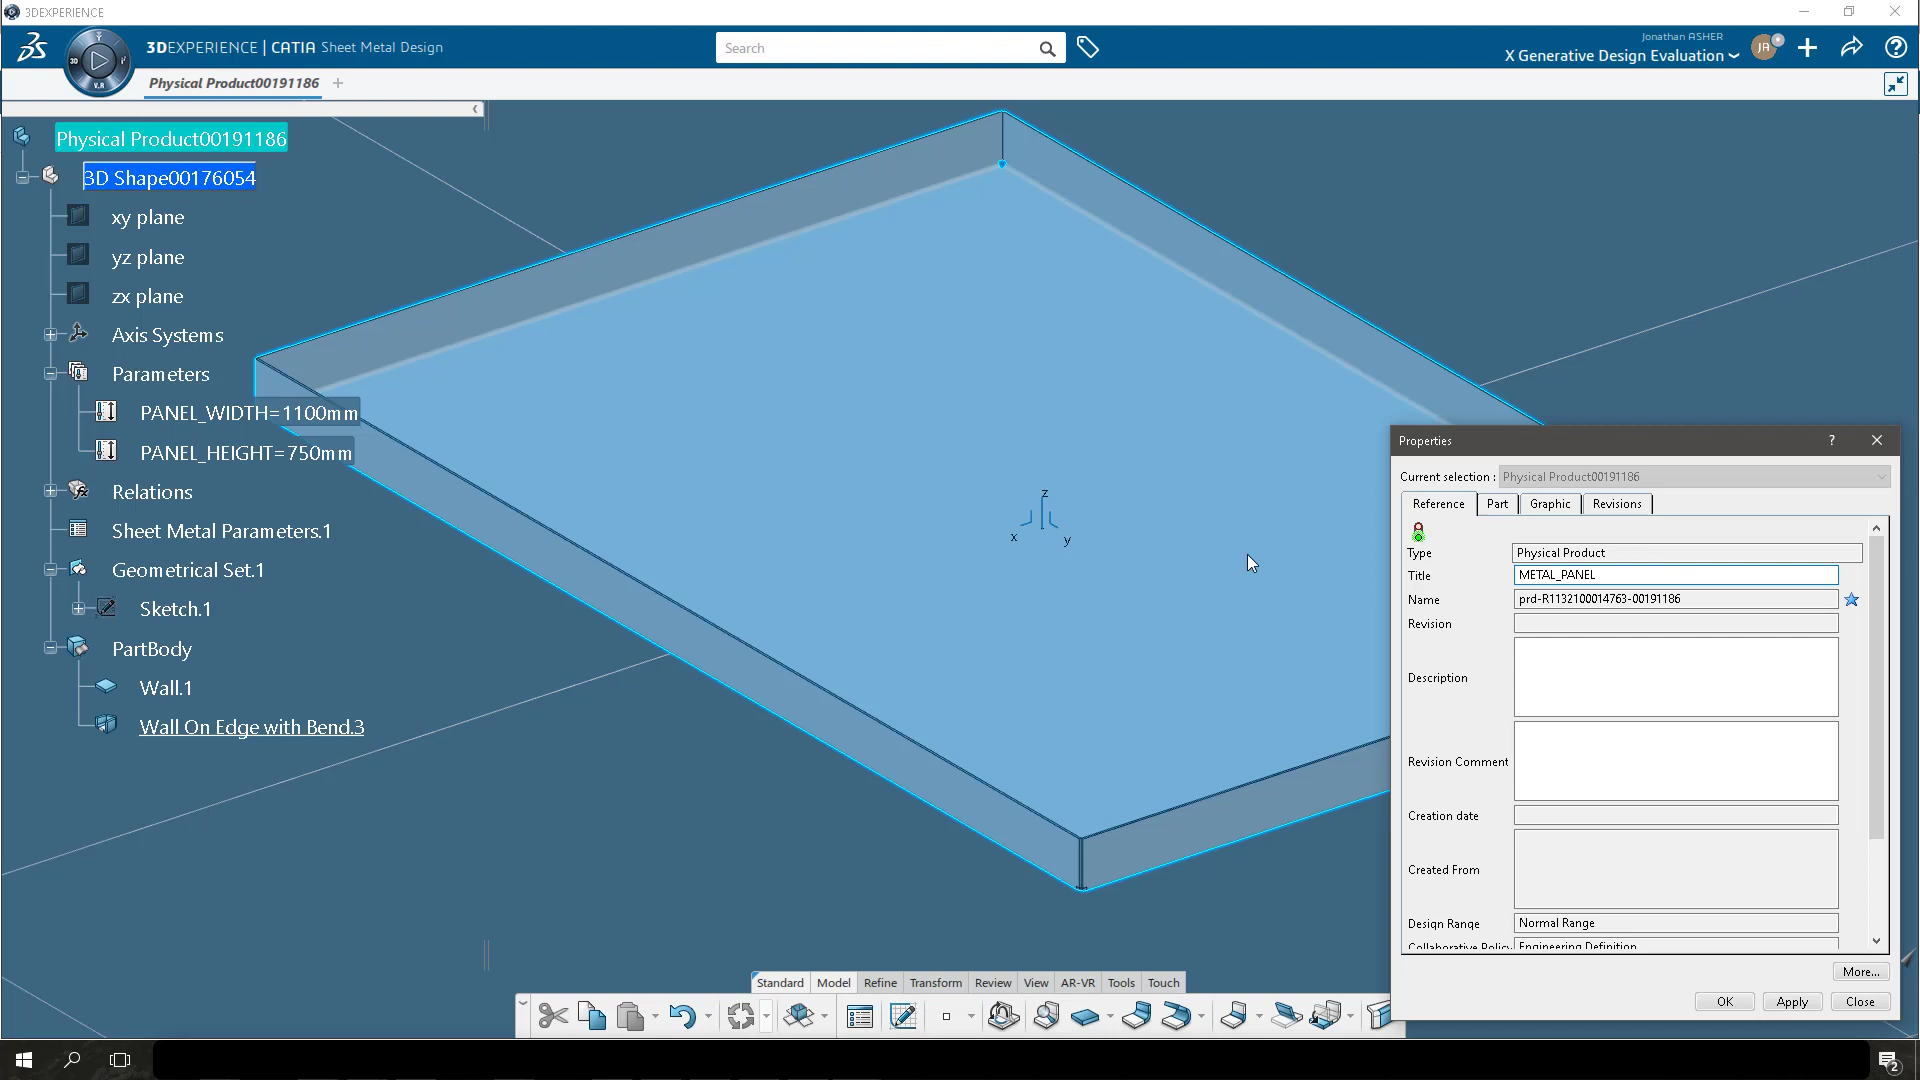 3DEXPERIENCE
3DEXPERIENCE | CATIA Sheet Metal Design
Search
Jonathan ASHER
X Generative Design Evaluation
JA
3D
V.R
Physical Product00191186
Physical Product00191186
3D Shape00176054
xy plane
yz plane
zx plane
Axis Systems
Parameters
PANEL_WIDTH=1100mm
PANEL_HEIGHT=750mm
Relations
Sheet Metal Parameters.1
Geometrical Set.1
Sketch.1
PartBody
Wall.1
Wall On Edge with Bend.3
z
x
y
Properties
?
Current selection : Physical Product00191186
Reference Part Graphic Revisions
Type Physical Product
Title METAL_PANEL
Name prd-R1132100014763-00191186
Revision
Description
Revision Comment
Creation date
Created From
Design Range Normal Range
Collaborative Policy Engineering Definition
More...
OK Apply Close
Standard Model Refine Transform Review View AR-VR Tools Touch
2